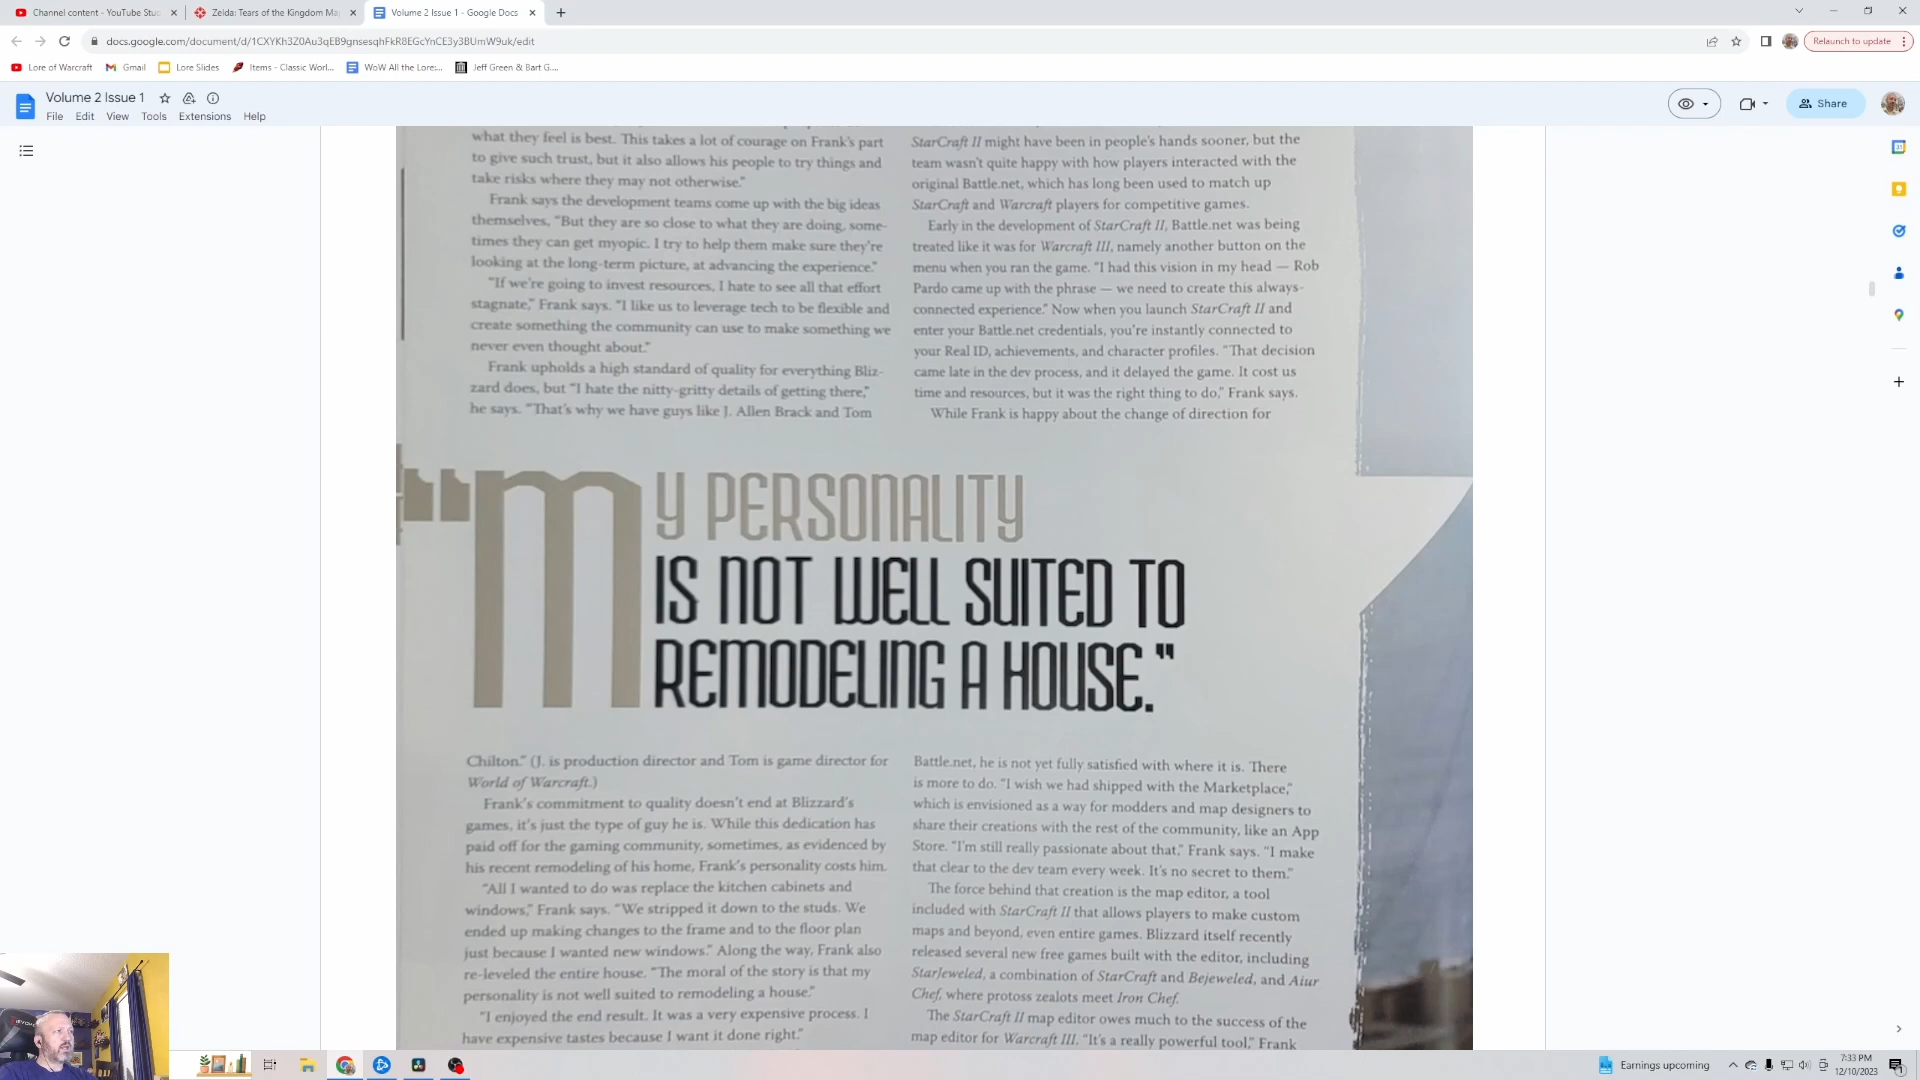 Channel content - YouTube Stu
Zelda: Tears of the Kingdom Ma
Volume 2 Issue 1 - Google Docs
docs.google.com/document/d/1CXYKh3Z0Au3qEB9gnsesqhFkR8EGcYnCE3y3BUmW9uk/edit
Relaunch to update
Lore of Warcraft
Gmail
Lore Slides
Items - Classic Worl...
WoW All the Lore:...
Jeff Green & Bart G....
Volume 2 Issue 1
File Edit View Tools Extensions Help
Share
what they feel is best. This takes a lot of courage on Frank's part
to give such trust, but it also allows his people to try things and
take risks where they may not otherwise."
Frank says the development teams come up with the big ideas
themselves, "But they are so close to what they are doing, some-
times they can get myopic. I try to help them make sure they're
looking at the long-term picture, at advancing the experience."
"If we're going to invest resources, I hate to see all that effort
stagnate," Frank says. "I like us to leverage tech to be flexible and
create something the community can use to make something we
never even thought about."
Frank upholds a high standard of quality for everything Bliz-
zard does, but "I hate the nitty-gritty details of getting there,"
he says. "That's why we have guys like J. Allen Brack and Tom
StarCraft II might have been in people's hands sooner, but the
team wasn't quite happy with how players interacted with the
original Battle.net, which has long been used to match up
StarCraft and Warcraft players for competitive games.
Early in the development of StarCraft II, Battle.net was being
treated like it was for Warcraft III, namely another button on the
menu when you ran the game. "I had this vision in my head — Rob
Pardo came up with the phrase — we need to create this always-
connected experience." Now when you launch StarCraft II and
enter your Battle.net credentials, you're instantly connected to
your Real ID, achievements, and character profiles. "That decision
came late in the dev process, and it delayed the game. It cost us
time and resources, but it was the right thing to do," Frank says.
While Frank is happy about the change of direction for
"MY PERSONALITY
IS NOT WELL SUITED TO
REMODELING A HOUSE."
Chilton." (J. is production director and Tom is game director for
World of Warcraft.)
Frank's commitment to quality doesn't end at Blizzard's
games, it's just the type of guy he is. While this dedication has
paid off for the gaming community, sometimes, as evidenced by
his recent remodeling of his home, Frank's personality costs him.
"All I wanted to do was replace the kitchen cabinets and
windows," Frank says. "We stripped it down to the studs. We
ended up making changes to the frame and to the floor plan
just because I wanted new windows." Along the way, Frank also
re-leveled the entire house. "The moral of the story is that my
personality is not well suited to remodeling a house."
"I enjoyed the end result. It was a very expensive process. I
have expensive tastes because I want it done right."
Battle.net, he is not yet fully satisfied with where it is. There
is more to do. "I wish we had shipped with the Marketplace,"
which is envisioned as a way for modders and map designers to
share their creations with the rest of the community, like an App
Store. "I'm still really passionate about that," Frank says. "I make
that clear to the dev team every week. It's no secret to them."
The force behind that creation is the map editor, a tool
included with StarCraft II that allows players to make custom
maps and beyond, even entire games. Blizzard itself recently
released several new free games built with the editor, including
StarJeweled, a combination of StarCraft and Bejeweled, and Aiur
Chef, where protoss zealots meet Iron Chef.
The StarCraft II map editor owes much to the success of the
map editor for Warcraft III. "It's a really powerful tool," Frank
Earnings upcoming
7:33 PM
12/10/2023